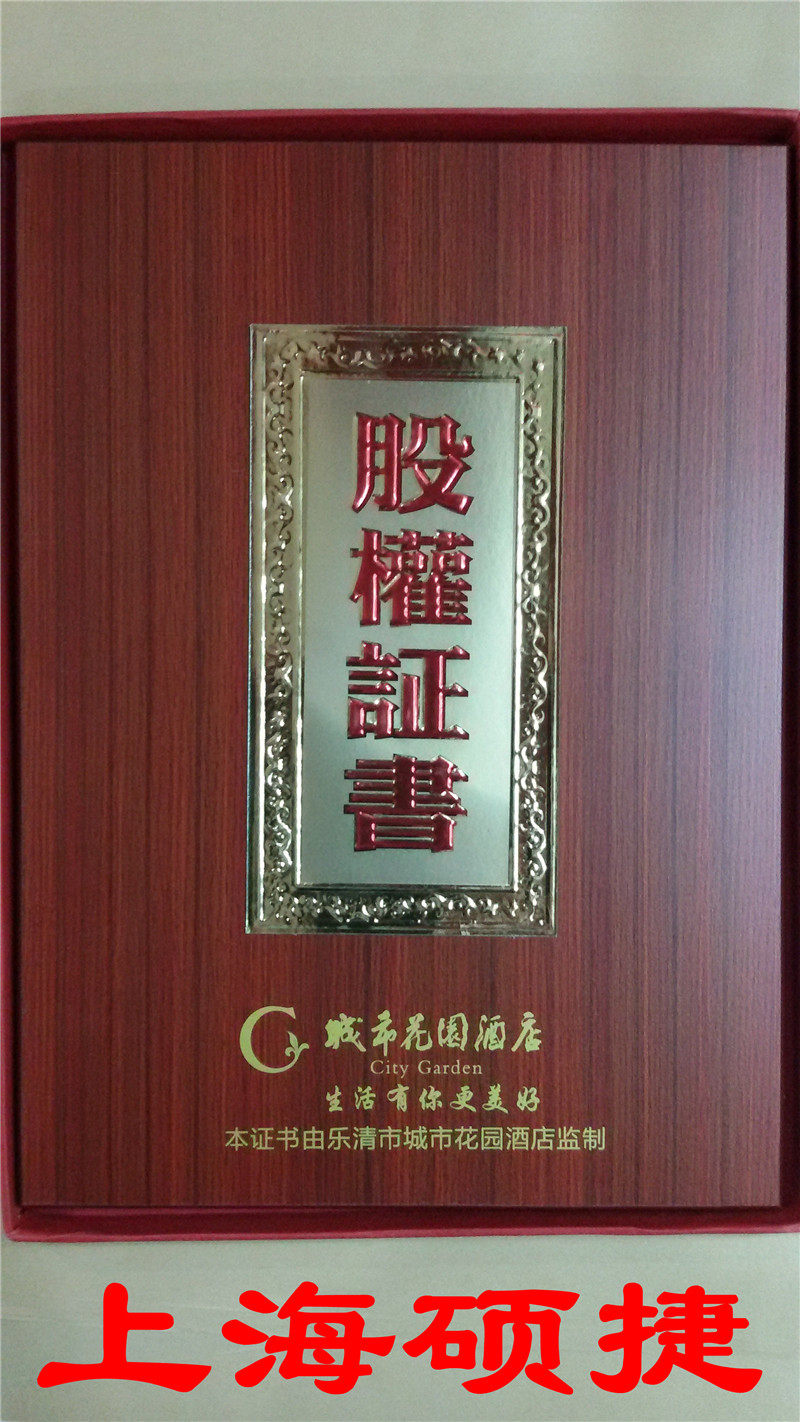 股權証書
城市花園酒店
City Garden
生活有你更美好
本证书由乐清市城市花园酒店监制
上海硕捷